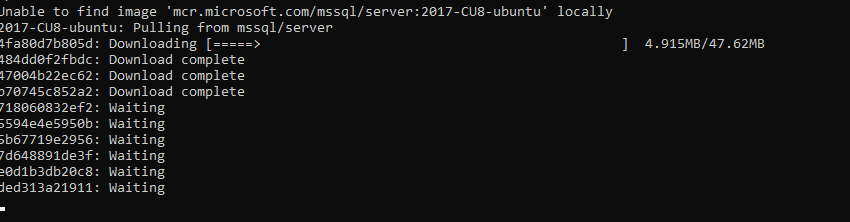 Unable to find image 'mcr.microsoft.com/mssql/server:2017-CU8-ubuntu' locally
2017-CU8-ubuntu: Pulling from mssql/server
4fa80d7b805d: Downloading [=====>                                             ]  4.915MB/47.62MB
484dd0f2fbdc: Download complete
47004b22ec62: Download complete
b70745c852a2: Download complete
718060832ef2: Waiting
5594e4e5950b: Waiting
5b67719e2956: Waiting
7d648891de3f: Waiting
e0d1b3db20c8: Waiting
ded313a21911: Waiting